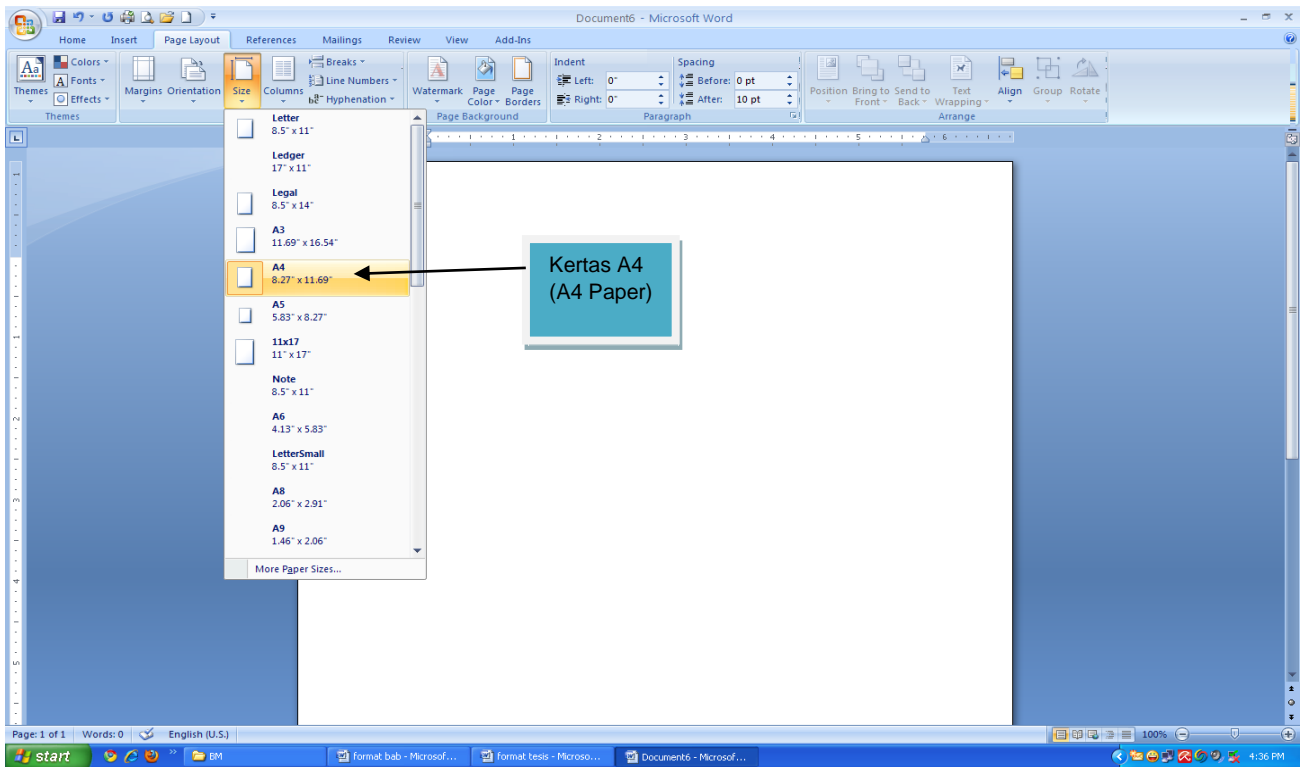 Document6 - Microsoft Word
Home Insert Page Layout References Mailings Review View Add-Ins
Aa
Colors
Fonts
Effects
Themes
Themes
Margins
Orientation
Size
Columns
Breaks
Line Numbers
Hyphenation
Watermark
Page Color
Page Borders
Page Background
Indent
Left: 0"
Right: 0"
Spacing
Before: 0 pt
After: 10 pt
Paragraph
Position
Bring to Front
Send to Back
Text Wrapping
Align
Group
Rotate
Arrange
Letter
8.5" x 11"
Ledger
17" x 11"
Legal
8.5" x 14"
A3
11.69" x 16.54"
A4
8.27" x 11.69"
A5
5.83" x 8.27"
11x17
11" x 17"
Note
8.5" x 11"
A6
4.13" x 5.83"
LetterSmall
8.5" x 11"
A8
2.06" x 2.91"
A9
1.46" x 2.06"
More Paper Sizes...
1 2 3 4 5 6
Kertas A4
(A4 Paper)
Page: 1 of 1 Words: 0 English (U.S.) 100%
start BM format bab - Microsof... format tesis - Microso... Document6 - Microsof... 4:36 PM